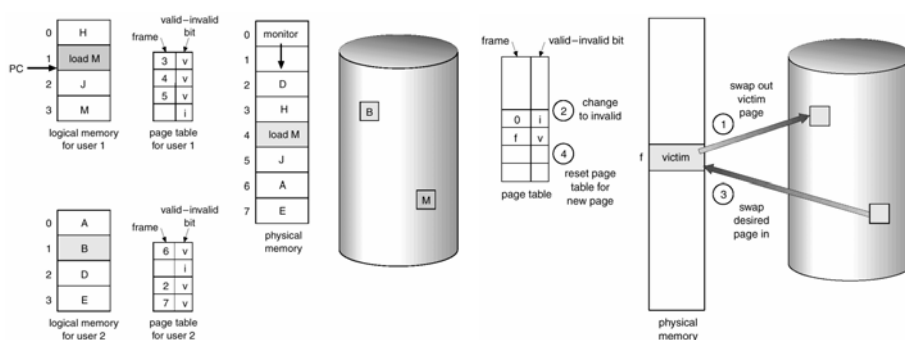 valid–invalid
frame bit
0 H
1 load M
PC
2 J
3 M
logical memory
for user 1
3 v
4 v
5 v
i
page table
for user 1
0 monitor
1
2 D
3 H
4 load M
5 J
6 A
7 E
physical
memory
B
M
valid–invalid
frame bit
0 A
1 B
2 D
3 E
logical memory
for user 2
6 v
i
2 v
7 v
page table
for user 2
frame valid–invalid bit
0 i
f v
page table
2 change
to invalid
4 reset page
table for
new page
f victim
physical
memory
swap out
victim
page
1
3
swap
desired
page in